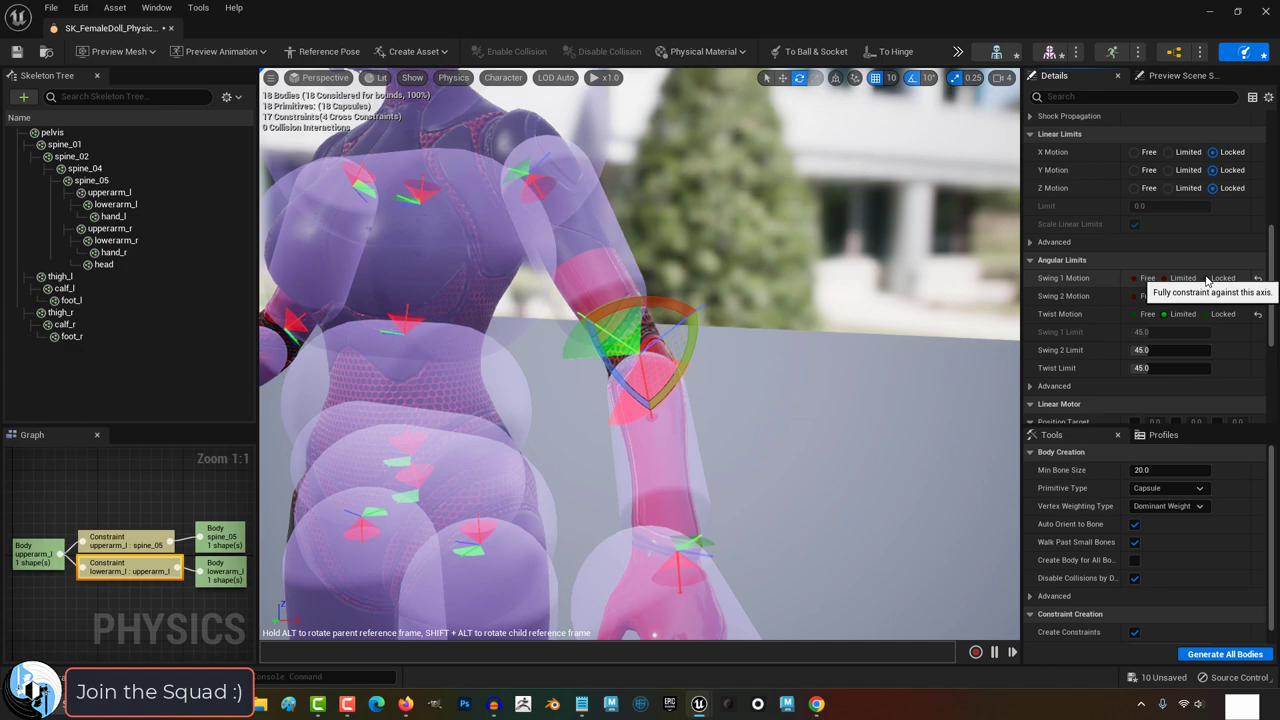 File Edit Asset Window Tools Help
SK_FemaleDoll_Physic... •
Preview Mesh Preview Animation Reference Pose Create Asset Enable Collision Disable Collision Physical Material To Ball & Socket To Hinge
Skeleton Tree
Search Skeleton Tree...
Name
pelvis
spine_01
spine_02
spine_04
spine_05
upperarm_l
lowerarm_l
hand_l
upperarm_r
lowerarm_r
hand_r
head
thigh_l
calf_l
foot_l
thigh_r
calf_r
foot_r
Graph
Zoom 1:1
Body
upperarm_l
1 shape(s)
Constraint
upperarm_l : spine_05
Constraint
lowerarm_l : upperarm_l
Body
spine_05
1 shape(s)
Body
lowerarm_l
1 shape(s)
PHYSICS
Perspective Lit Show Physics Character LOD Auto x1.0 10 10° 0.25 4
18 Bodies (18 Considered for bounds, 100%)
18 Primitives: (18 Capsules)
17 Constraints(4 Cross Constraints)
0 Collision Interactions
Hold ALT to rotate parent reference frame, SHIFT + ALT to rotate child reference frame
Details Preview Scene S...
Search
Shock Propagation
Linear Limits
X Motion Free Limited Locked
Y Motion Free Limited Locked
Z Motion Free Limited Locked
Limit 0.0
Scale Linear Limits
Advanced
Angular Limits
Swing 1 Motion Free Limited Locked
Fully constraint against this axis.
Swing 2 Motion
Twist Motion Free Limited Locked
Swing 1 Limit 45.0
Swing 2 Limit 45.0
Twist Limit 45.0
Advanced
Linear Motor
Position Target 0.0 0.0 0.0
Tools Profiles
Body Creation
Min Bone Size 20.0
Primitive Type Capsule
Vertex Weighting Type Dominant Weight
Auto Orient to Bone
Walk Past Small Bones
Create Body for All Bo...
Disable Collisions by D...
Advanced
Constraint Creation
Create Constraints
Generate All Bodies
Console Command
10 Unsaved Source Control
Join the Squad :)